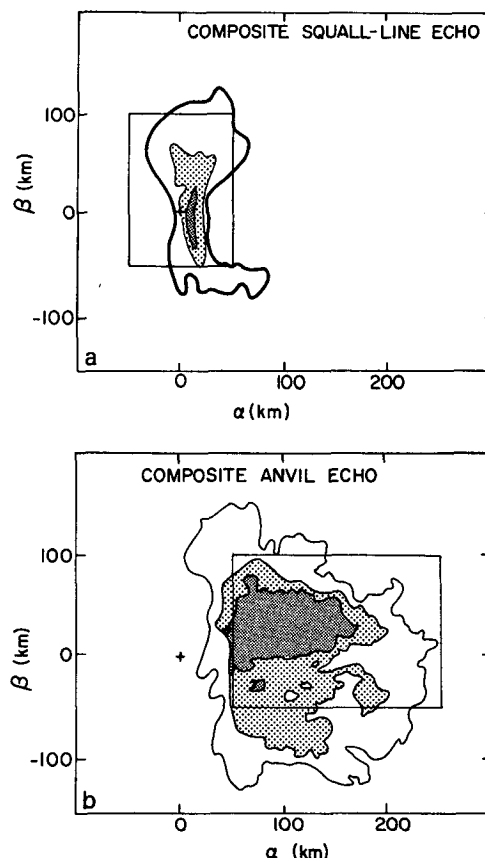 COMPOSITE SQUALL-LINE ECHO
100
β (km)
0
-100
a
0 100 200
α (km)
COMPOSITE ANVIL ECHO
100
β (km)
0
-100
b
0 100 200
α (km)